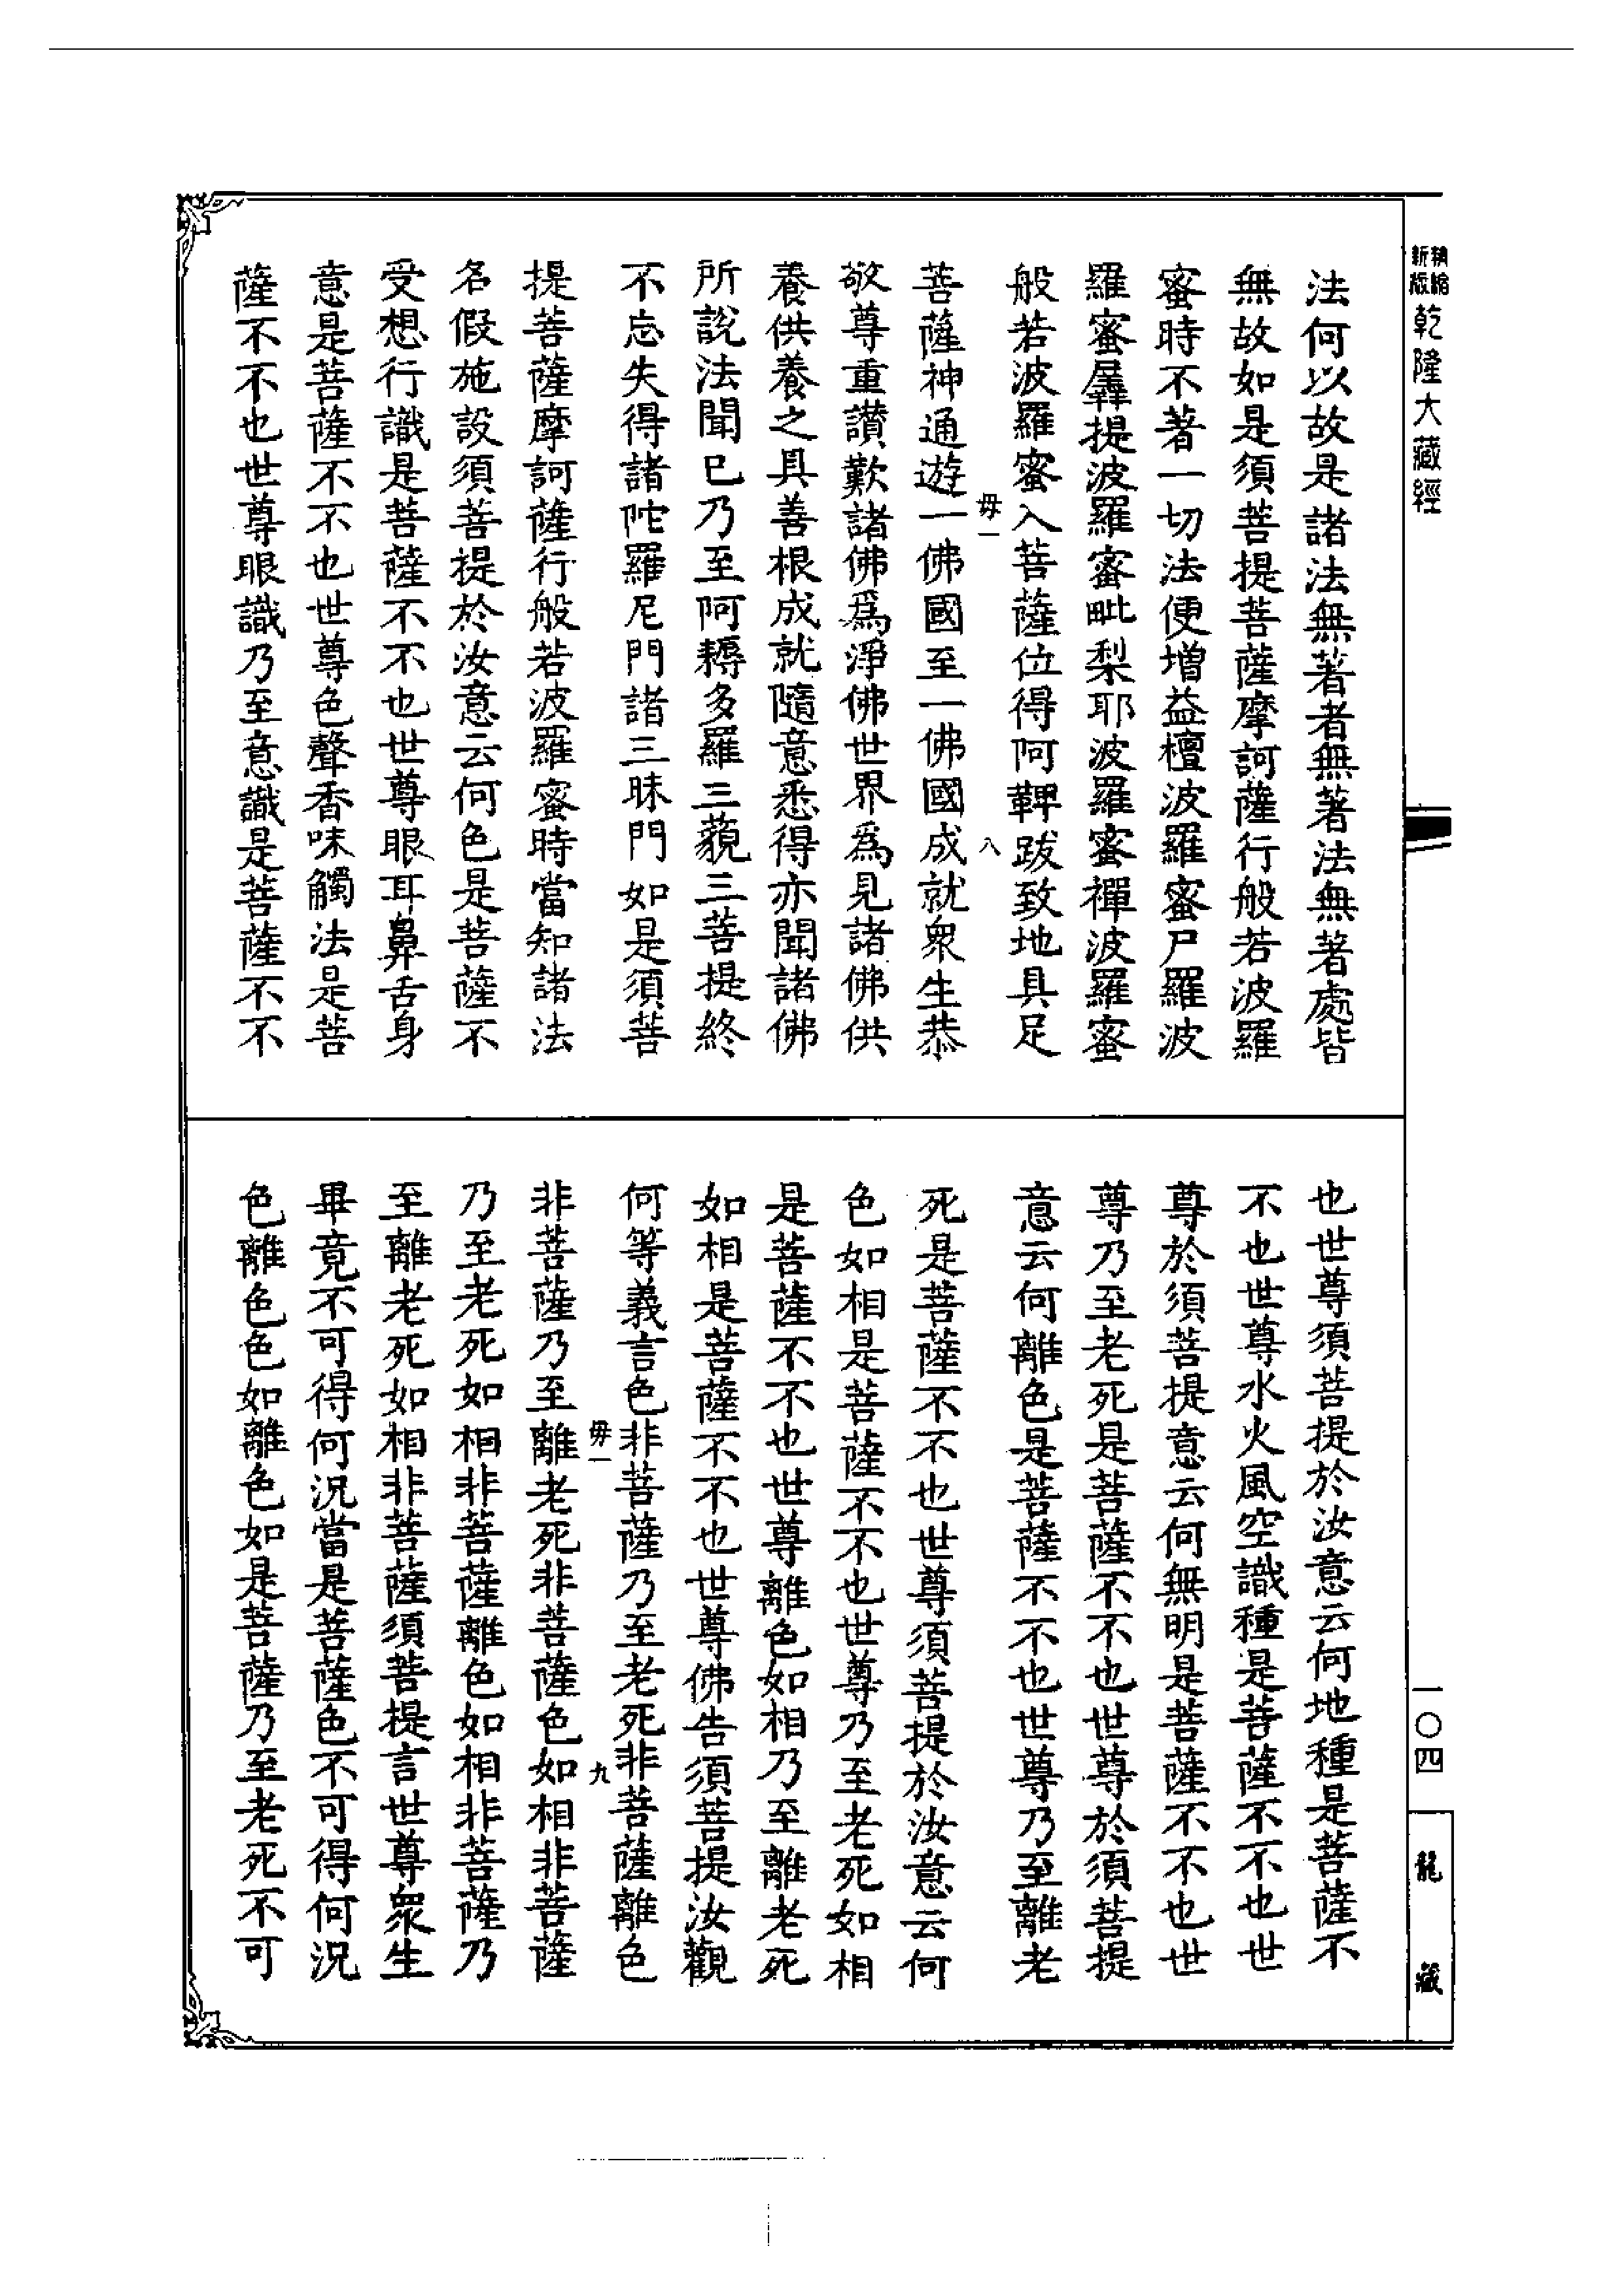 新版精縮
乾隆大藏經
法何以故是諸法無著者無著法無著處皆
無故如是須菩提菩薩摩訶薩行般若波羅
蜜時不著一切法便增益檀波羅蜜尸羅波
羅蜜羼提波羅蜜毗梨耶波羅蜜禪波羅蜜
般若波羅蜜入菩薩位得阿鞞跋致地具足
毋一
八
菩薩神通遊一佛國至一佛國成就衆生恭
敬尊重讚歎諸佛爲淨佛世界爲見諸佛供
養供養之具善根成就隨意悉得亦聞諸佛
所說法聞已乃至阿耨多羅三藐三菩提終
不忘失得諸陀羅尼門諸三昧門如是須菩
提菩薩摩訶薩行般若波羅蜜時當知諸法
名假施設須菩提於汝意云何色是菩薩不
受想行識是菩薩不不也世尊眼耳鼻舌身
意是菩薩不不也世尊色聲香味觸法是菩
薩不不也世尊眼識乃至意識是菩薩不不
也世尊須菩提於汝意云何地種是菩薩不
不也世尊水火風空識種是菩薩不不也世
尊於須菩提意云何無明是菩薩不不也世
尊乃至老死是菩薩不不也世尊於須菩提
意云何離色是菩薩不不也世尊乃至離老
死是菩薩不不也世尊須菩提於汝意云何
色如相是菩薩不不也世尊乃至老死如相
是菩薩不不也世尊離色如相乃至離老死
如相是菩薩不不也世尊佛告須菩提汝觀
何等義言色非菩薩乃至老死非菩薩離色
毋一
九
非菩薩乃至離老死非菩薩色如相非菩薩
乃至老死如相非菩薩離色如相非菩薩乃
至離老死如相非菩薩須菩提言世尊衆生
畢竟不可得何況當是菩薩色不可得何況
色離色色如離色如是菩薩乃至老死不可
一〇四
龍藏